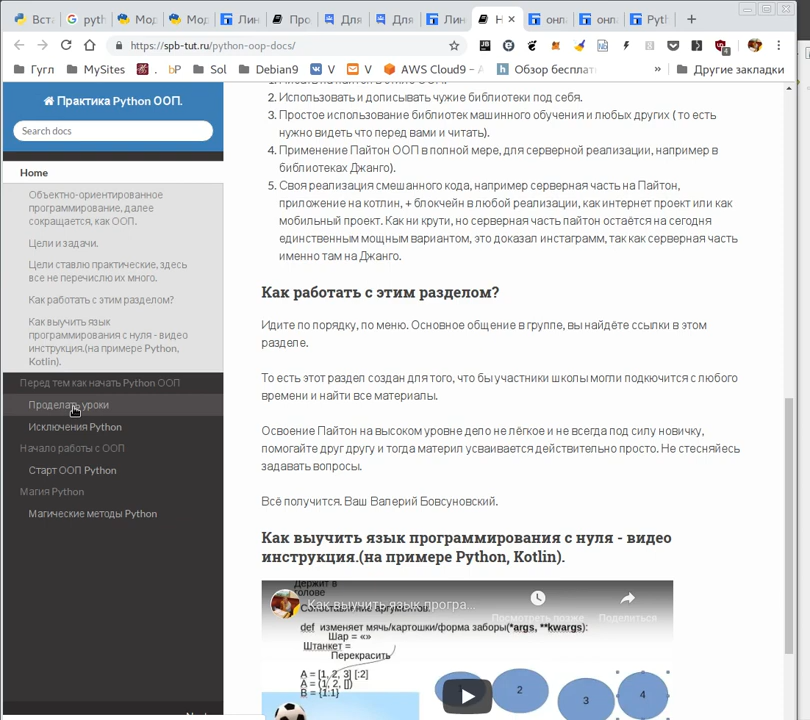 Вста
pyth
Мод
Мод
Лин
Про
Для
Для
Лин
Н
онл
онл
Pyth
https://spb-tut.ru/python-oop-docs/
Гугл
MySites
.
bP
Sol
Debian9
V
V
AWS Cloud9 –
Обзор бесплат
»
Другие закладки
Практика Python ООП.
Search docs
Home
Объектно-ориентированное
программирование, далее
сокращается, как ООП.
Цели и задачи.
Цели ставлю практические, здесь
все не перечислю их много.
Как работать с этим разделом?
Как выучить язык
программирования с нуля - видео
инструкция.(на примере Python,
Kotlin).
Перед тем как начать Python ООП
Проделать уроки
Исключения Python
Начало работы с ООП
Старт ООП Python
Магия Python
Магические методы Python
2. Использовать и дописывать чужие библиотеки под себя.
3. Простое использование библиотек машинного обучения и любых других ( то есть
нужно видеть что перед вами и читать).
4. Применение Пайтон ООП в полной мере, для серверной реализации, например в
библиотеках Джанго).
5. Своя реализация смешанного кода, например серверная часть на Пайтон,
приложение на котлин, + блокчейн в любой реализации, как интернет проект или как
мобильный проект. Как ни крути, но серверная часть пайтон остаётся на сегодня
единственным мощным вариантом, это доказал инстаграмм, так как серверная часть
именно там на Джанго.
Как работать с этим разделом?
Идите по порядку, по меню. Основное общение в группе, вы найдёте ссылки в этом
разделе.
То есть этот раздел создан для того, что бы участники школы могли подключится с любого
времени и найти все материалы.
Освоение Пайтон на высоком уровне дело не лёгкое и не всегда под силу новичку,
помогайте друг другу и тогда материл усваивается действительно просто. Не стесняйесь
задавать вопросы.
Всё получится. Ваш Валерий Бовсуновский.
Как выучить язык программирования с нуля - видео
инструкция.(на примере Python, Kotlin).
Держит в
голове
Как выучить язык програ...
Сопоставление аргументов:
Посмотреть позже
Поделиться
def изменяет мячь/картошки/форма заборы(*args, **kwargs):
Шар = «»
Штанкет =
Перекрасить
A = [1, 2, 3] [:2]
A = (1, 2, [])
B = {1:1}
1
2
3
4